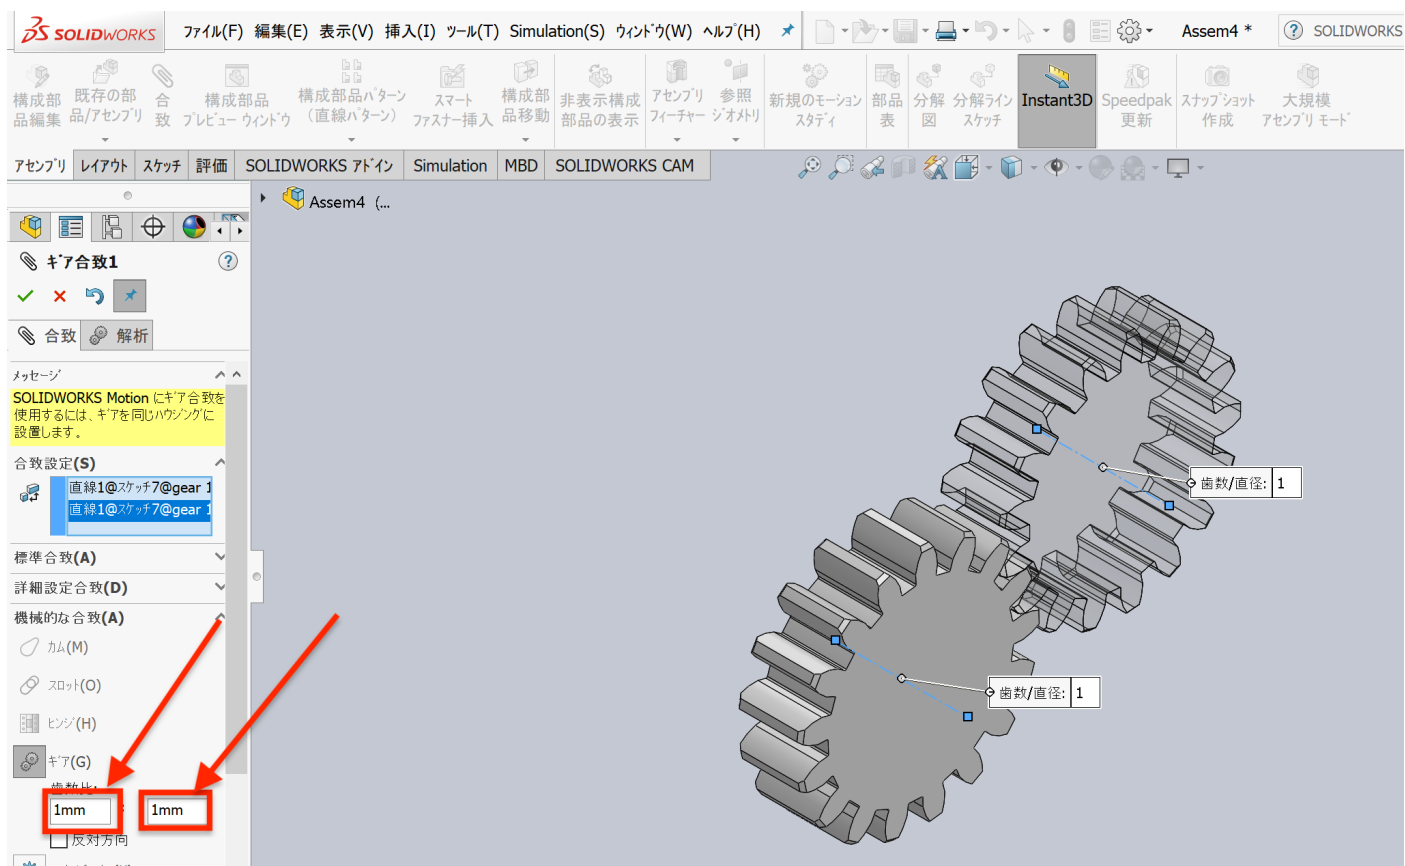 SOLIDWORKS ファイル(F) 編集(E) 表示(V) 挿入(I) ツール(T) Simulation(S) ウィンドウ(W) ヘルプ(H) Assem4 * ? SOLIDWORKS
構成部品編集
既存の部品/アセンブリ
合致
構成部品プレビュー ウィンドウ
構成部品パターン(直線パターン)
スマート ファスナー挿入
構成部品移動
非表示構成部品の表示
アセンブリ フィーチャー
参照 ジオメトリ
新規のモーション スタディ
部品表
分解図
分解ライン スケッチ
Instant3D
Speedpak 更新
スナップショット作成
大規模 アセンブリ モード
アセンブリ レイアウト スケッチ 評価 SOLIDWORKS アドイン Simulation MBD SOLIDWORKS CAM
Assem4 (...
ギア合致1 ?
合致 解析
メッセージ
SOLIDWORKS Motion にギア合致を
使用するには、ギアを同じハウジングに
設置します。
合致設定(S)
直線1@スケッチ7@gear 1
直線1@スケッチ7@gear 1
標準合致(A)
詳細設定合致(D)
機械的な合致(A)
カム(M)
スロット(O)
ヒンジ(H)
ギア(G)
歯数比:
1mm : 1mm
反対方向
歯数/直径: 1
歯数/直径: 1